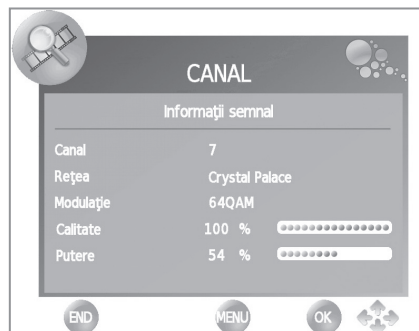 CANAL
Informaţii semnal
Canal 7
Reţea Crystal Palace
Modulaţie 64QAM
Calitate 100 %
Putere 54 %
END MENU OK